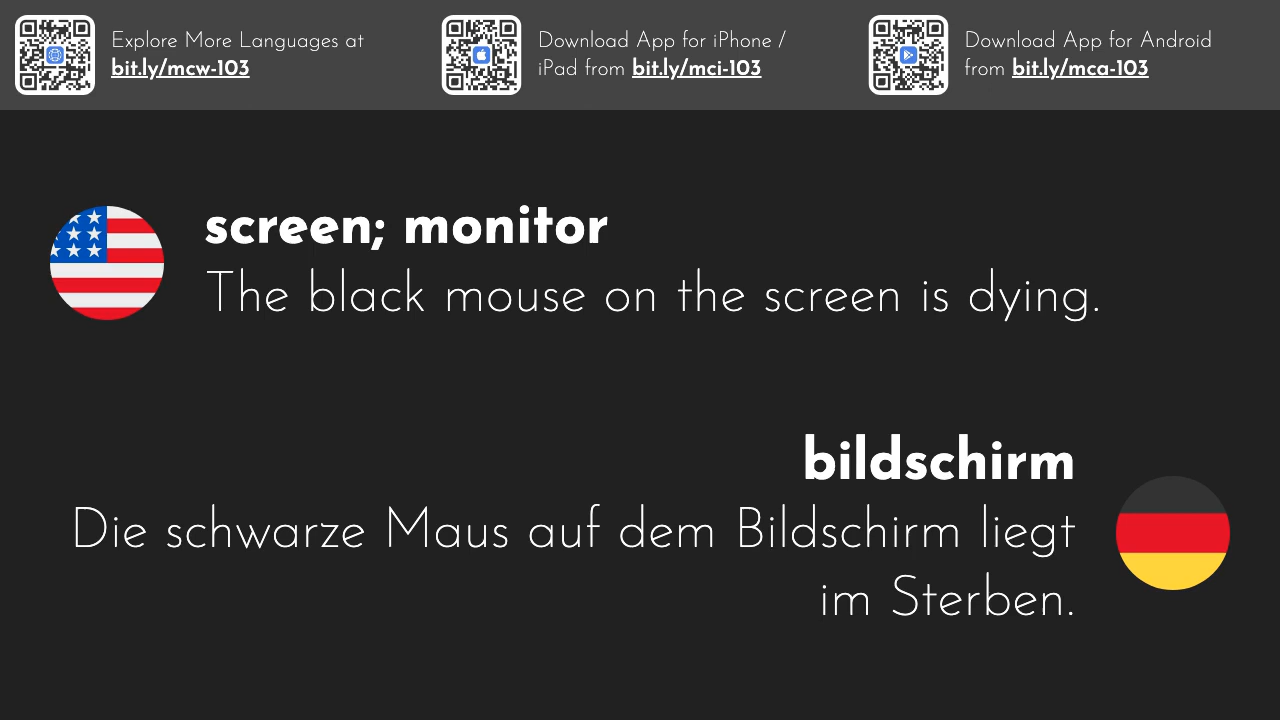 Explore More Languages at
bit.ly/mcw-103
Download App for iPhone /
iPad from bit.ly/mci-103
Download App for Android
from bit.ly/mca-103
screen; monitor
The black mouse on the screen is dying.
bildschirm
Die schwarze Maus auf dem Bildschirm liegt
im Sterben.